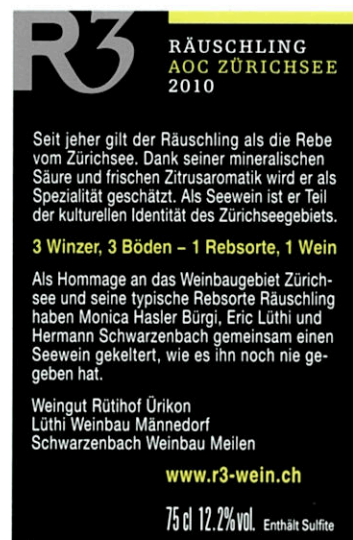 R3
RÄUSCHLING
AOC ZÜRICHSEE
2010
Seit jeher gilt der Räuschling als die Rebe
vom Zürichsee. Dank seiner mineralischen
Säure und frischen Zitrusaromatik wird er als
Spezialität geschätzt. Als Seewein ist er Teil
der kulturellen Identität des Zürichseegebiets.
3 Winzer, 3 Böden – 1 Rebsorte, 1 Wein
Als Hommage an das Weinbaugebiet Zürich-
see und seine typische Rebsorte Räuschling
haben Monica Hasler Bürgi, Eric Lüthi und
Hermann Schwarzenbach gemeinsam einen
Seewein gekeltert, wie es ihn noch nie ge-
geben hat.
Weingut Rütihof Ürikon
Lüthi Weinbau Männedorf
Schwarzenbach Weinbau Meilen
www.r3-wein.ch
75 cl 12.2% vol. Enthält Sulfite